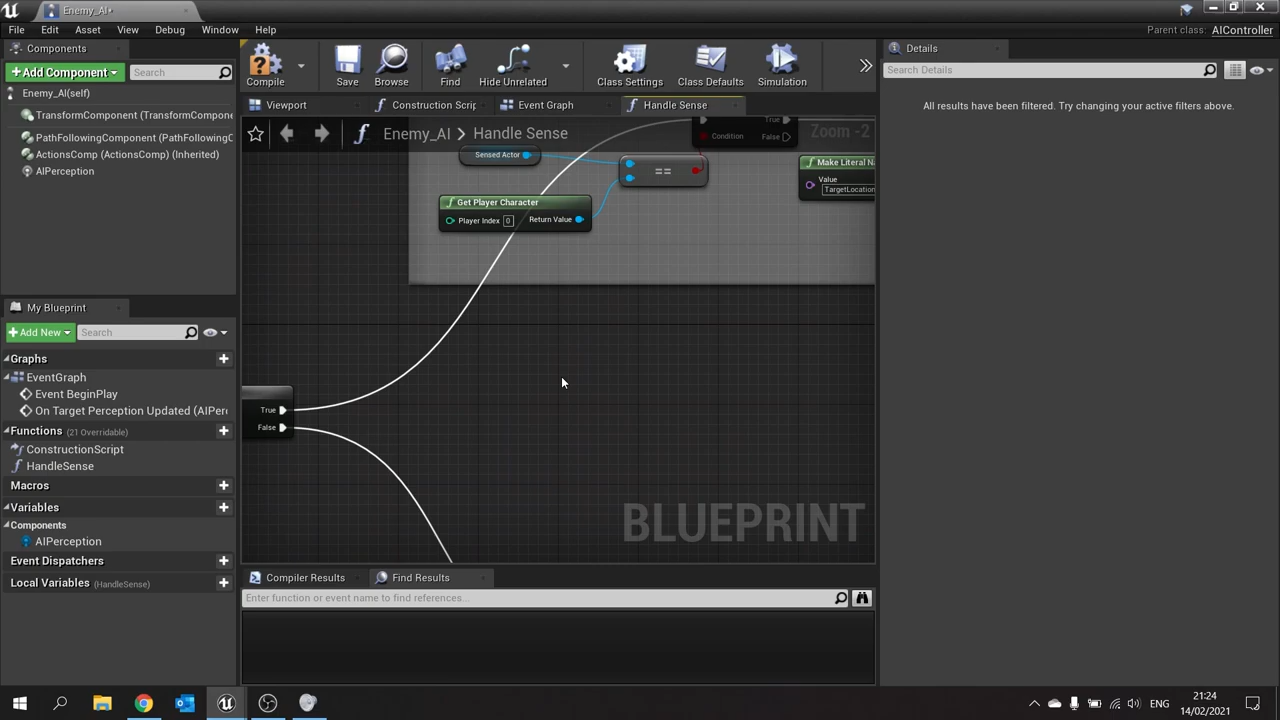 Enemy_AI*
File Edit Asset View Debug Window Help
Parent class: AIController
Components
+Add Component Search
Enemy_AI(self)
TransformComponent (TransformCompone
PathFollowingComponent (PathFollowingC
ActionsComp (ActionsComp) (Inherited)
AIPerception
Compile Save Browse Find Hide Unrelated Class Settings Class Defaults Simulation
Viewport Construction Scrip Event Graph Handle Sense
Enemy_AI > Handle Sense
Zoom -2
True
Condition False
Sensed Actor
==
Get Player Character
Player Index 0 Return Value
Make Literal Na
Value
TargetLocation
True
False
BLUEPRINT
My Blueprint
+Add New Search
Graphs
EventGraph
Event BeginPlay
On Target Perception Updated (AIPer
Functions (21 Overridable)
ConstructionScript
HandleSense
Macros
Variables
Components
AIPerception
Event Dispatchers
Local Variables (HandleSense)
Compiler Results Find Results
Enter function or event name to find references...
Details
Search Details
All results have been filtered. Try changing your active filters above.
ENG
21:24
14/02/2021